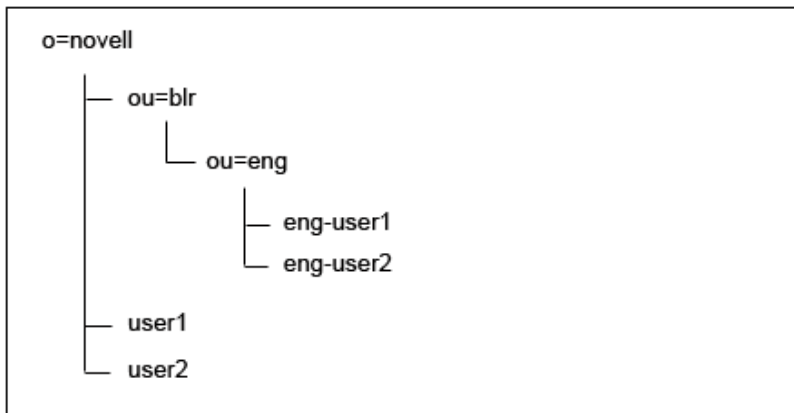 o=novell
ou=blr
ou=eng
eng-user1
eng-user2
user1
user2